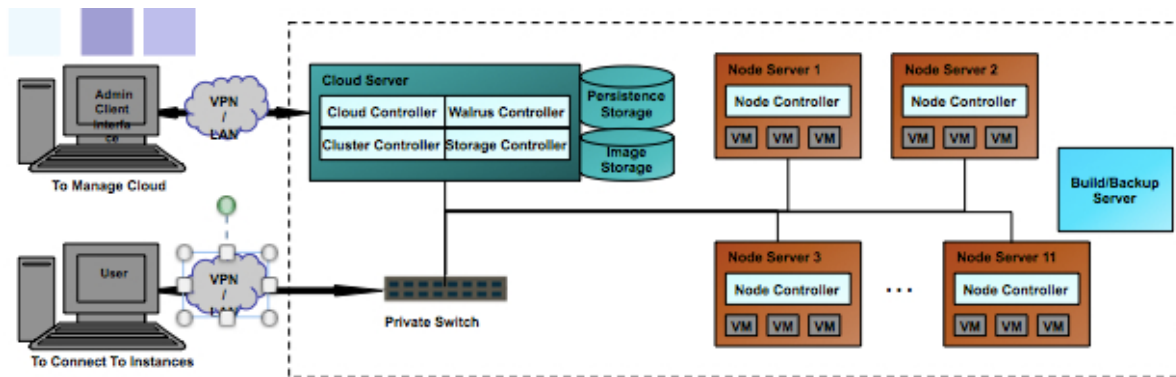 Admin
Client
Interfa
ce
To Manage Cloud
VPN
/
LAN
Cloud Server
Cloud Controller
Walrus Controller
Cluster Controller
Storage Controller
Persistence
Storage
Image
Storage
Node Server 1
Node Controller
VM VM VM
Node Server 2
Node Controller
VM VM VM
Build/Backup
Server
User
To Connect To Instances
VPN
/
LAN
Private Switch
Node Server 3
Node Controller
VM VM VM
...
Node Server 11
Node Controller
VM VM VM